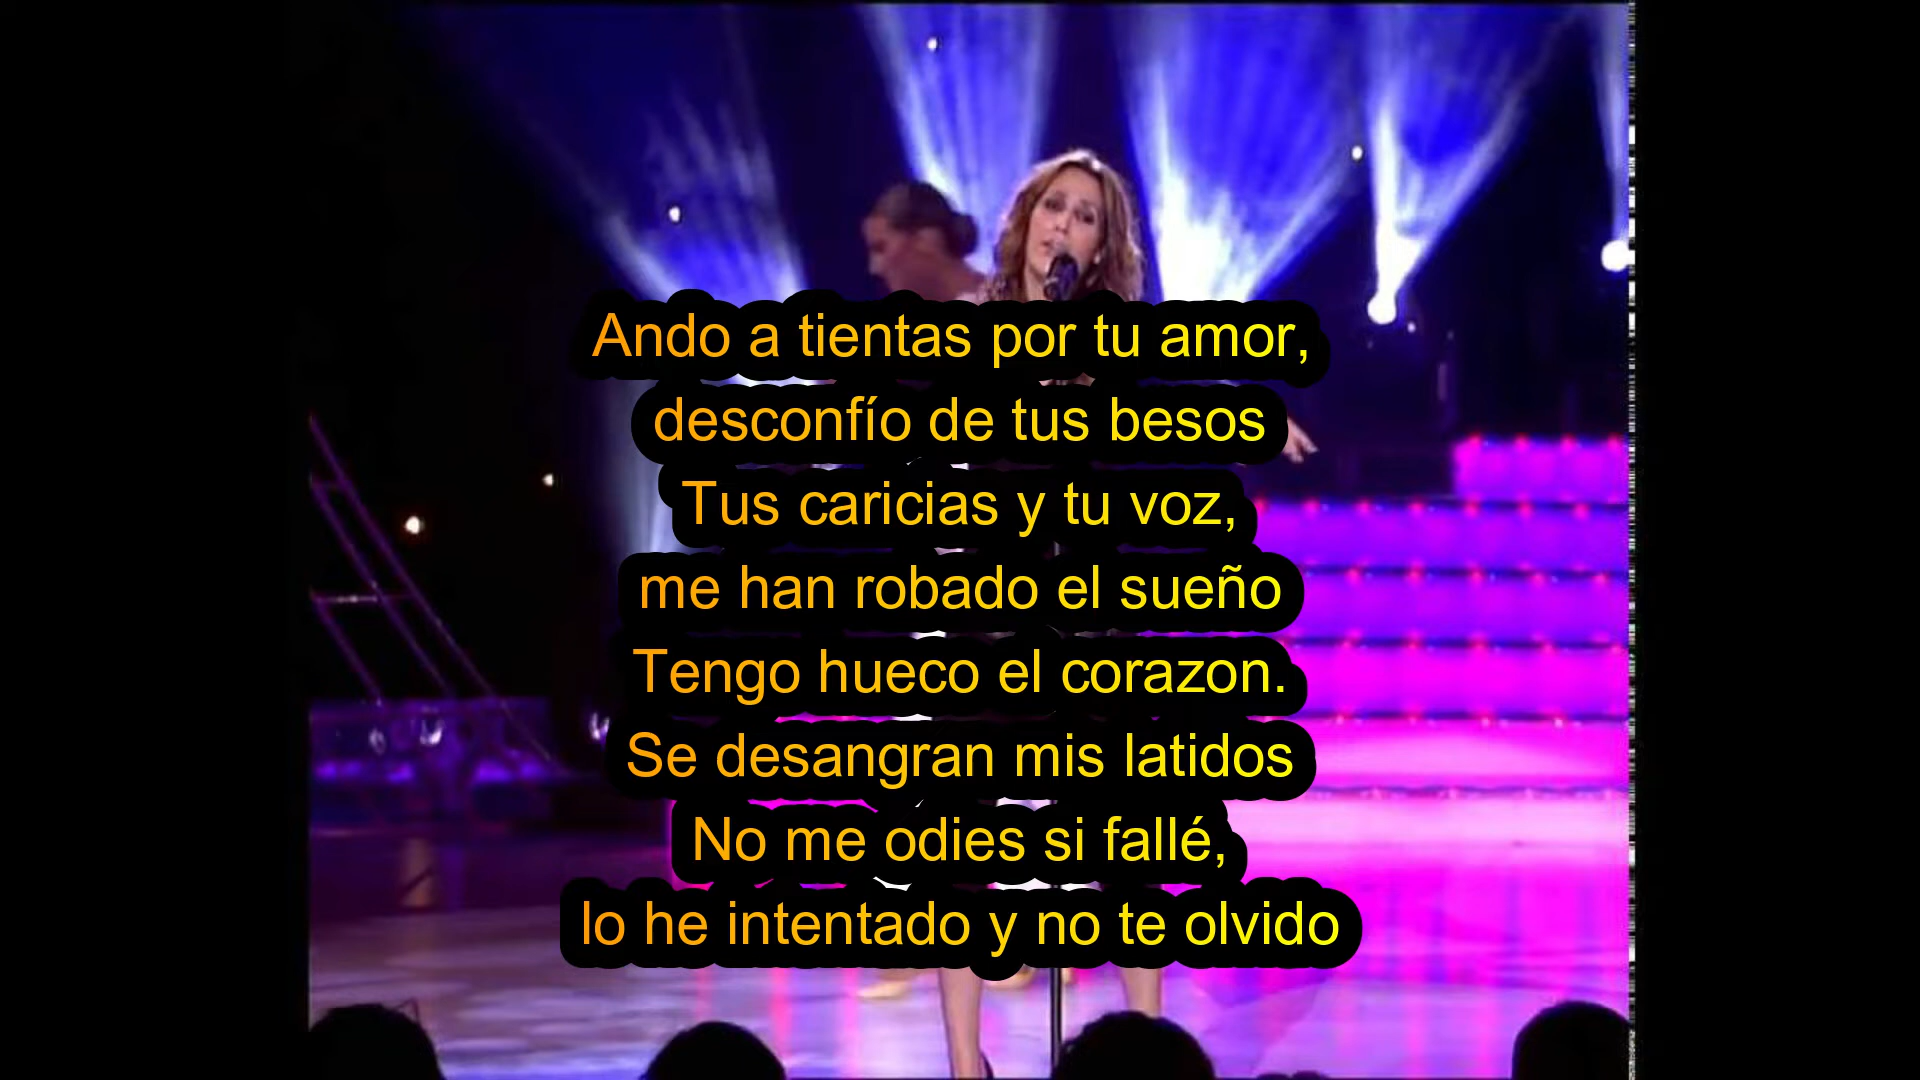 Ando a tientas por tu amor,
desconfío de tus besos
Tus caricias y tu voz,
me han robado el sueño
Tengo hueco el corazon.
Se desangran mis latidos
No me odies si fallé,
lo he intentado y no te olvido